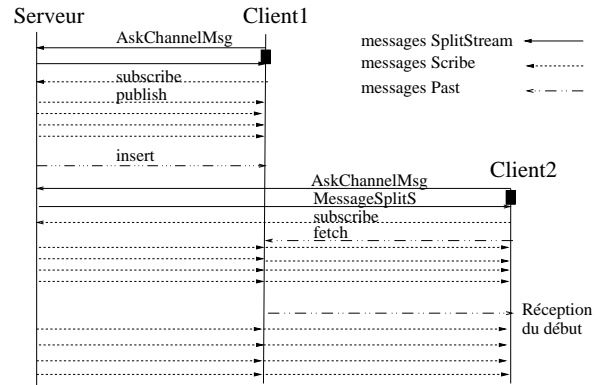 Serveur
Client1
AskChannelMsg
messages SplitStream
messages Scribe
subscribe
publish
messages Past
insert
Client2
AskChannelMsg
MessageSplitS
subscribe
fetch
Réception
du début